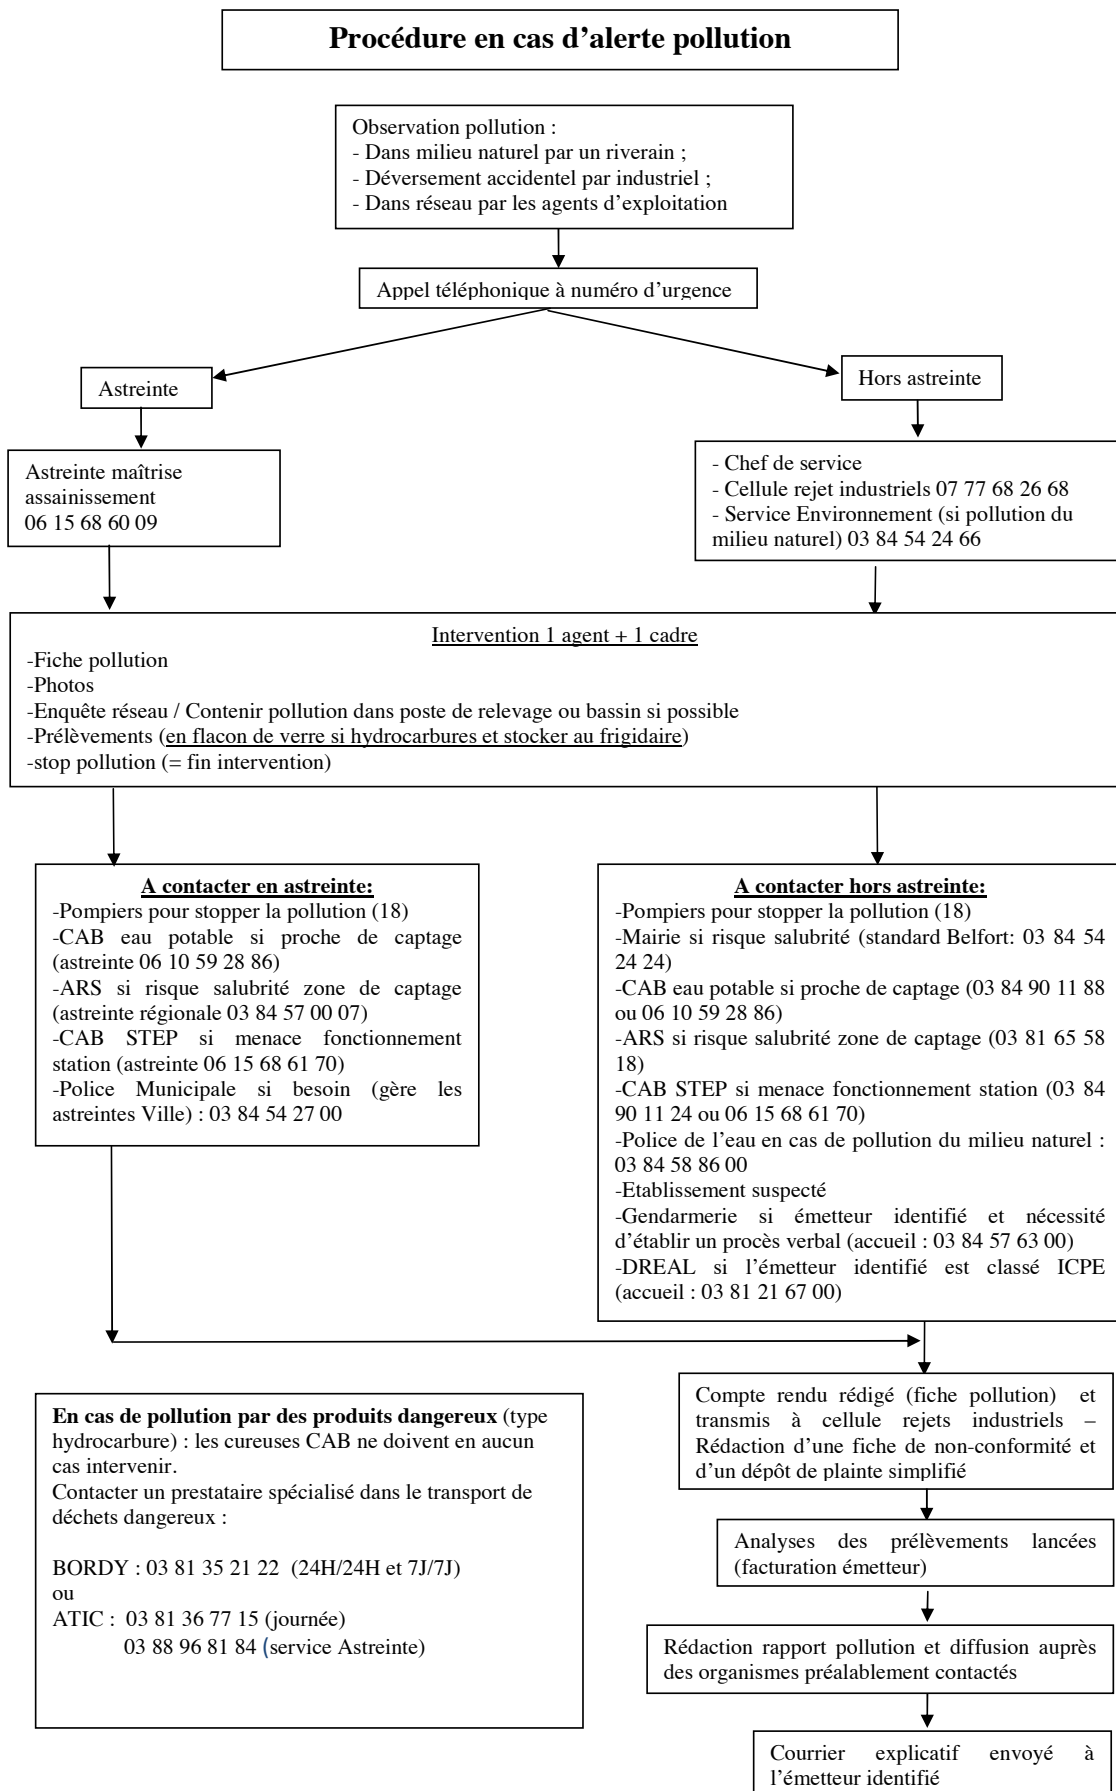 Procédure en cas d'alerte pollution
Observation pollution :
- Dans milieu naturel par un riverain ;
- Déversement accidentel par industriel ;
- Dans réseau par les agents d'exploitation
Appel téléphonique à numéro d'urgence
Astreinte
Hors astreinte
Astreinte maîtrise
assainissement
06 15 68 60 09
- Chef de service
- Cellule rejet industriels 07 77 68 26 68
- Service Environnement (si pollution du
milieu naturel) 03 84 54 24 66
Intervention 1 agent + 1 cadre
-Fiche pollution
-Photos
-Enquête réseau / Contenir pollution dans poste de relevage ou bassin si possible
-Prélèvements (en flacon de verre si hydrocarbures et stocker au frigidaire)
-stop pollution (= fin intervention)
A contacter en astreinte:
-Pompiers pour stopper la pollution (18)
-CAB eau potable si proche de captage
(astreinte 06 10 59 28 86)
-ARS si risque salubrité zone de captage
(astreinte régionale 03 84 57 00 07)
-CAB STEP si menace fonctionnement
station (astreinte 06 15 68 61 70)
-Police Municipale si besoin (gère les
astreintes Ville) : 03 84 54 27 00
A contacter hors astreinte:
-Pompiers pour stopper la pollution (18)
-Mairie si risque salubrité (standard Belfort: 03 84 54
24 24)
-CAB eau potable si proche de captage (03 84 90 11 88
ou 06 10 59 28 86)
-ARS si risque salubrité zone de captage (03 81 65 58
18)
-CAB STEP si menace fonctionnement station (03 84
90 11 24 ou 06 15 68 61 70)
-Police de l'eau en cas de pollution du milieu naturel :
03 84 58 86 00
-Etablissement suspecté
-Gendarmerie si émetteur identifié et nécessité
d'établir un procès verbal (accueil : 03 84 57 63 00)
-DREAL si l'émetteur identifié est classé ICPE
(accueil : 03 81 21 67 00)
En cas de pollution par des produits dangereux (type
hydrocarbure) : les cureuses CAB ne doivent en aucun
cas intervenir.
Contacter un prestataire spécialisé dans le transport de
déchets dangereux :
BORDY : 03 81 35 21 22 (24H/24H et 7J/7J)
ou
ATIC : 03 81 36 77 15 (journée)
03 88 96 81 84 (service Astreinte)
Compte rendu rédigé (fiche pollution) et
transmis à cellule rejets industriels –
Rédaction d'une fiche de non-conformité et
d'un dépôt de plainte simplifié
Analyses des prélèvements lancées
(facturation émetteur)
Rédaction rapport pollution et diffusion auprès
des organismes préalablement contactés
Courrier explicatif envoyé à
l'émetteur identifié